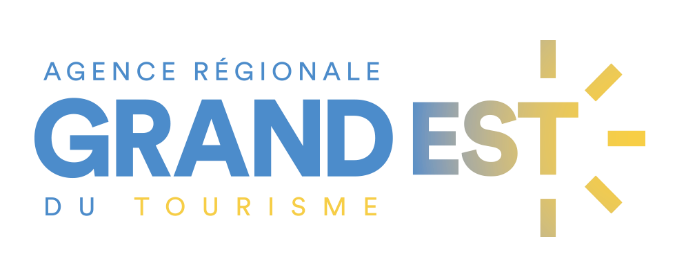 AGENCE RÉGIONALE
GRAND EST
DU TOURISME